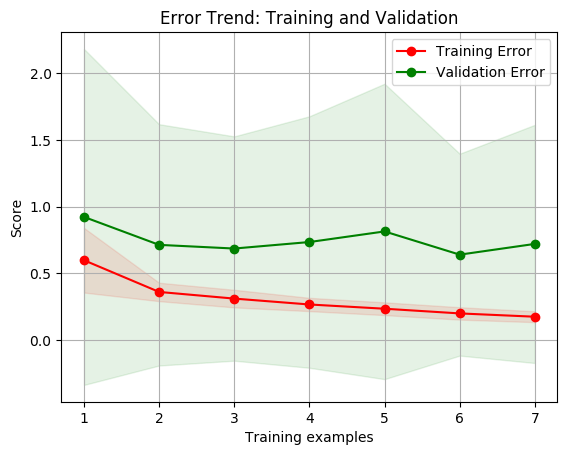 Error Trend: Training and Validation
Training Error
Validation Error
Score
2.0
1.5
1.0
0.5
0.0
1 2 3 4 5 6 7
Training examples